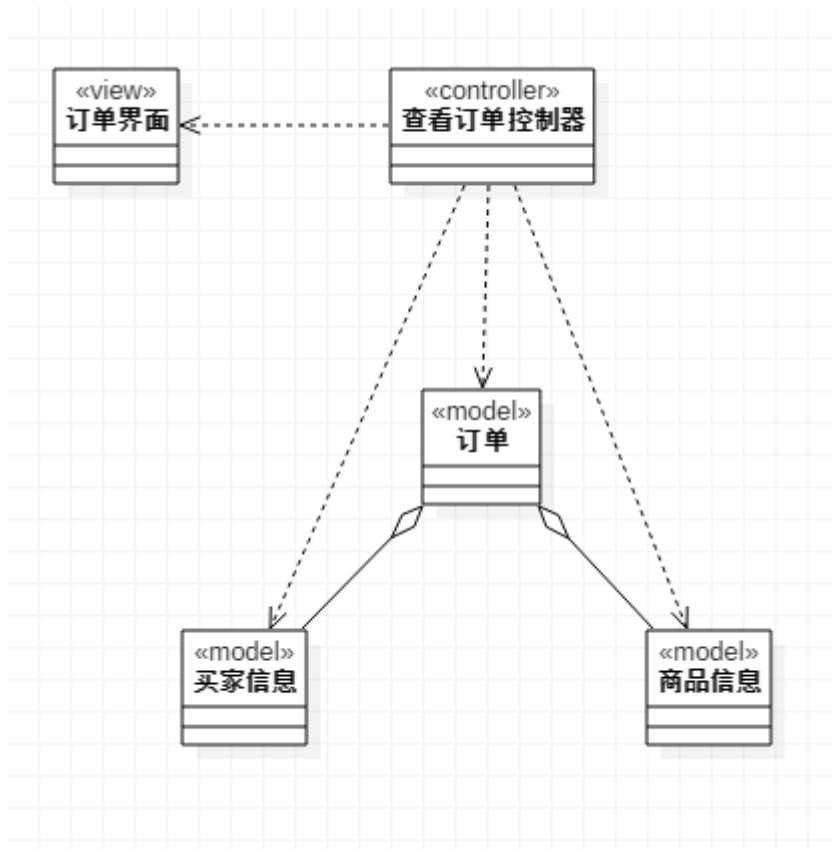 «view»
订单界面
«controller»
查看订单控制器
«model»
订单
«model»
买家信息
«model»
商品信息